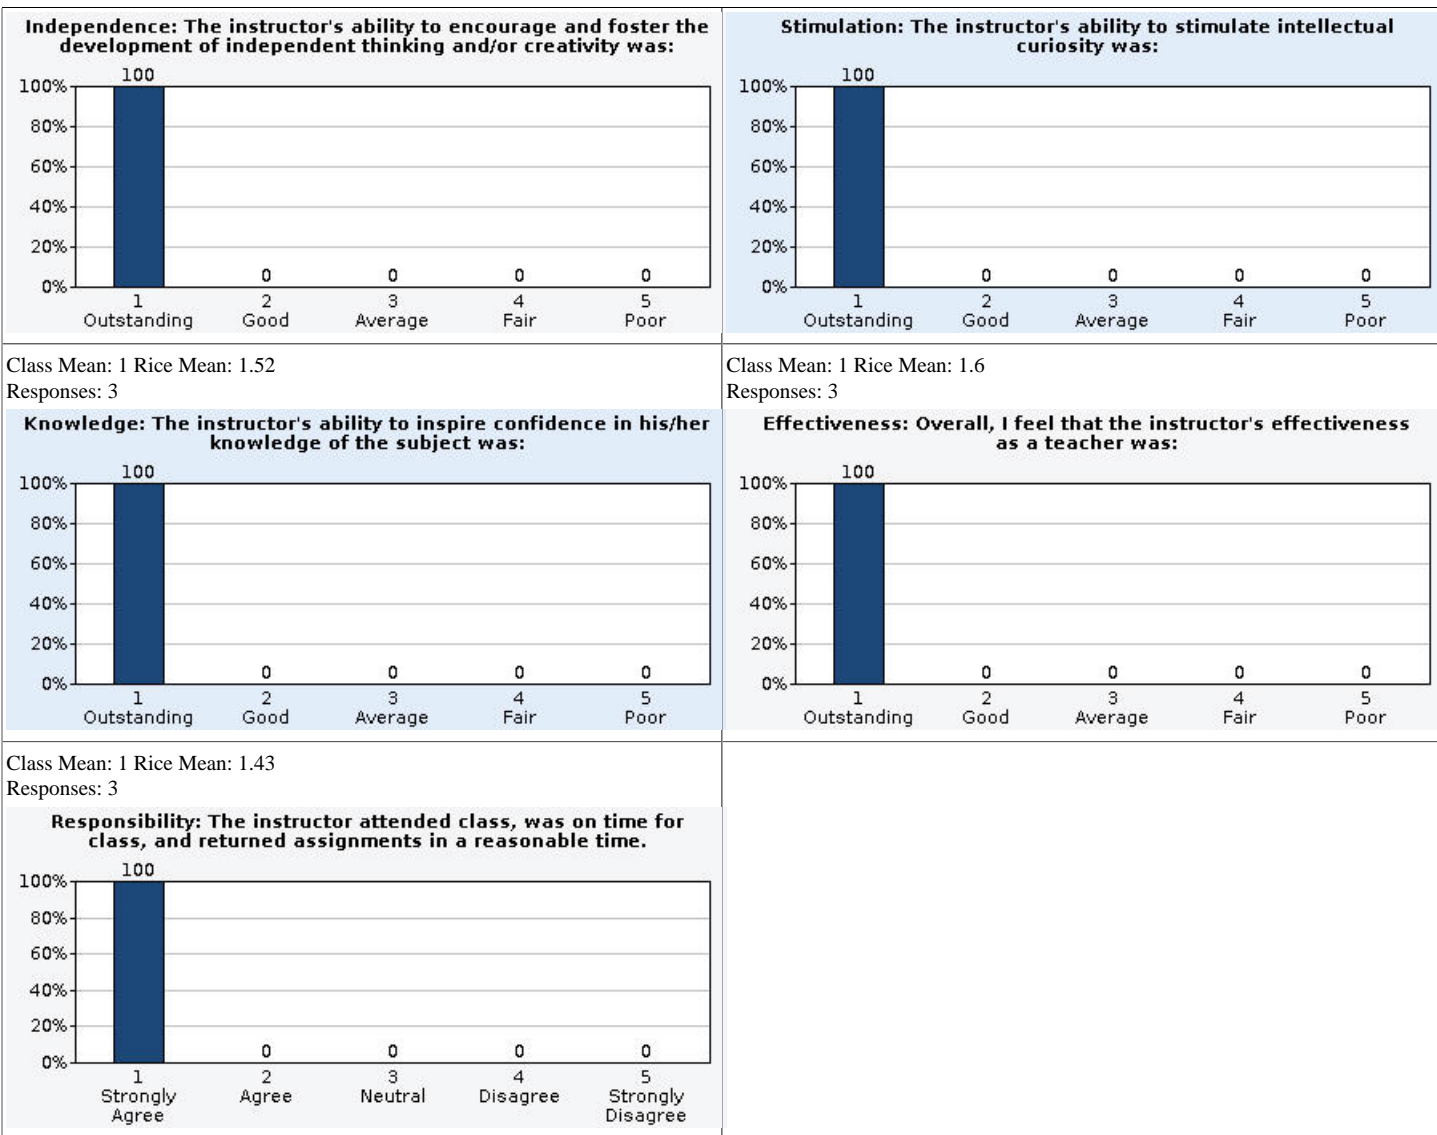 Independence: The instructor's ability to encourage and foster the
development of independent thinking and/or creativity was:
100
100%
80%
60%
40%
20%
0%
0 0 0 0
1 2 3 4 5
Outstanding Good Average Fair Poor
Stimulation: The instructor's ability to stimulate intellectual
curiosity was:
100
100%
80%
60%
40%
20%
0%
0 0 0 0
1 2 3 4 5
Outstanding Good Average Fair Poor
Class Mean: 1 Rice Mean: 1.52
Responses: 3
Knowledge: The instructor's ability to inspire confidence in his/her
knowledge of the subject was:
100
100%
80%
60%
40%
20%
0%
0 0 0 0
1 2 3 4 5
Outstanding Good Average Fair Poor
Class Mean: 1 Rice Mean: 1.6
Responses: 3
Effectiveness: Overall, I feel that the instructor's effectiveness
as a teacher was:
100
100%
80%
60%
40%
20%
0%
0 0 0 0
1 2 3 4 5
Outstanding Good Average Fair Poor
Class Mean: 1 Rice Mean: 1.43
Responses: 3
Responsibility: The instructor attended class, was on time for
class, and returned assignments in a reasonable time.
100
100%
80%
60%
40%
20%
0%
0 0 0 0
1 2 3 4 5
Strongly Agree Neutral Disagree Strongly
Agree Disagree